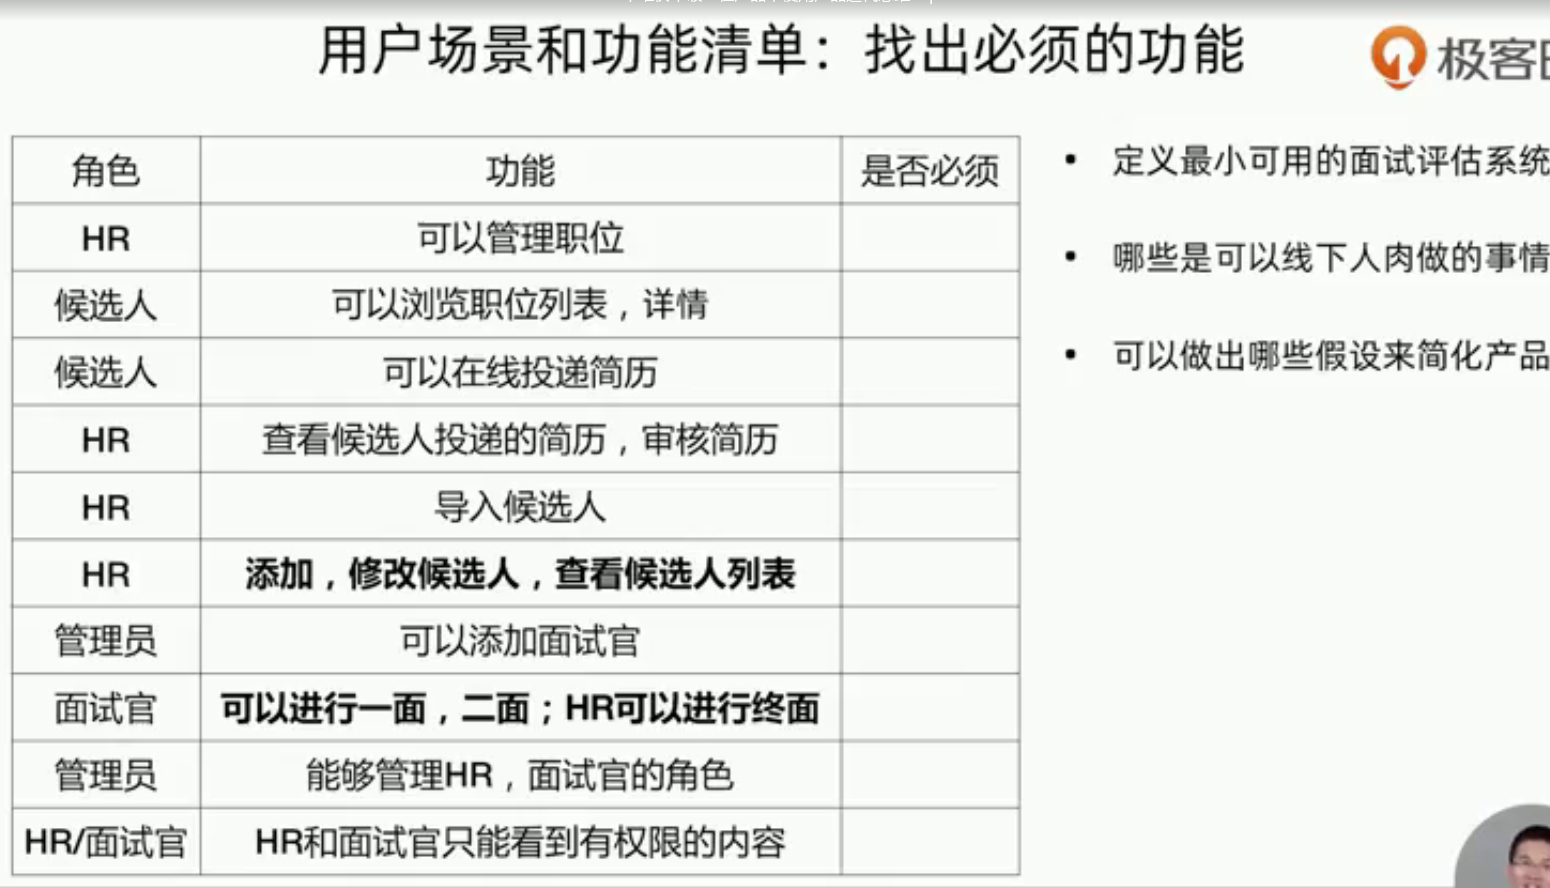 用户场景和功能清单：找出必须的功能
极客
角色 功能 是否必须
HR 可以管理职位
候选人 可以浏览职位列表，详情
候选人 可以在线投递简历
HR 查看候选人投递的简历，审核简历
HR 导入候选人
HR 添加，修改候选人，查看候选人列表
管理员 可以添加面试官
面试官 可以进行一面，二面；HR可以进行终面
管理员 能够管理HR，面试官的角色
HR/面试官 HR和面试官只能看到有权限的内容
• 定义最小可用的面试评估系统
• 哪些是可以线下人肉做的事情
• 可以做出哪些假设来简化产品